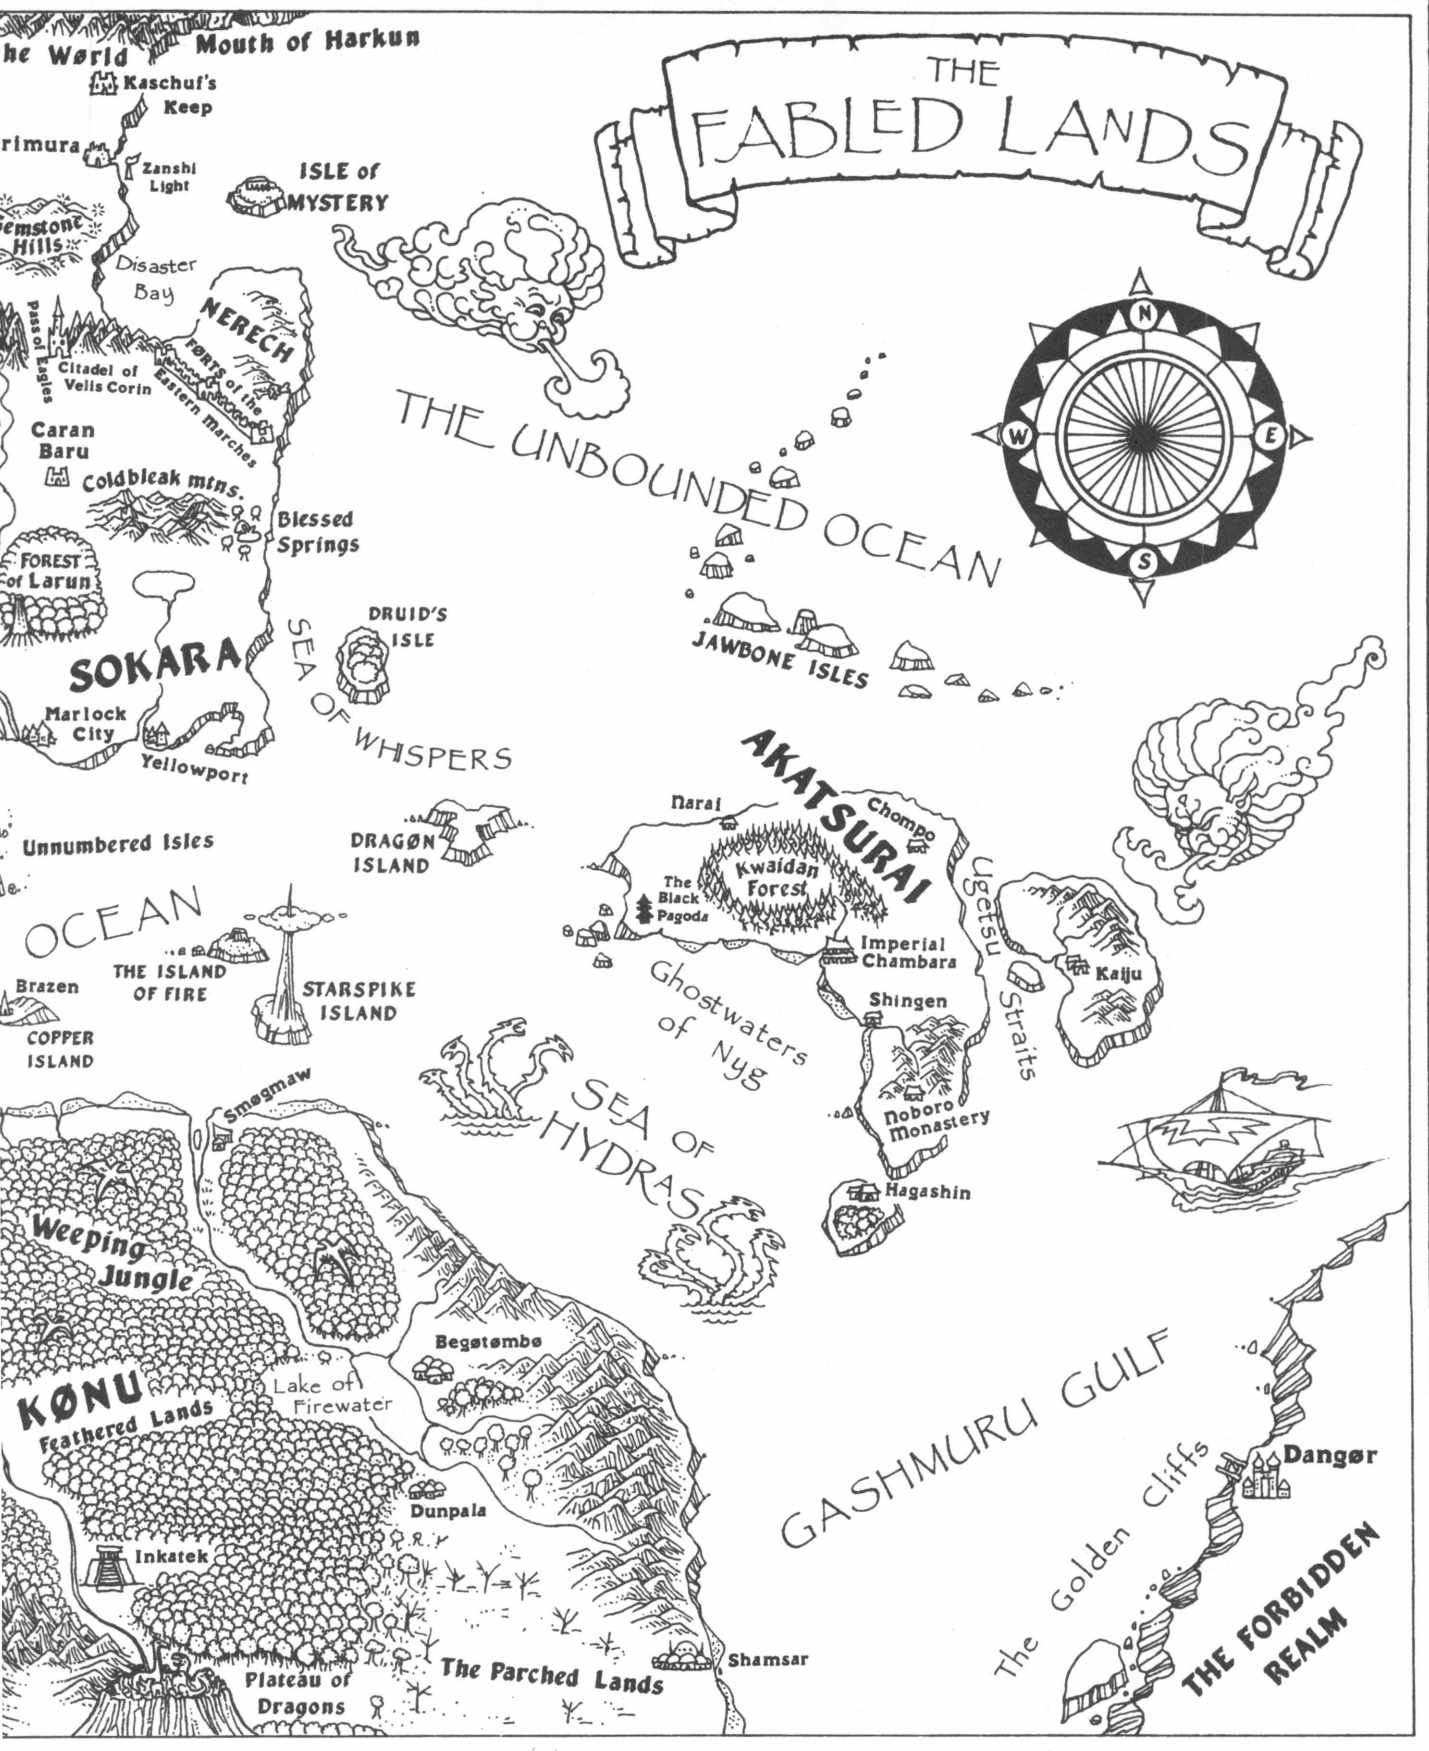 THE
FABLED LANDS
he World
Mouth of Harkun
Kaschuf's
Keep
rimura
Zanshi
Light
ISLE of
MYSTERY
emstone
Hills
Disaster
Bay
NERECH
Pass of Eagles
Citadel of
Velis Corin
FØRTS of the
Eastern Marches
N
W
E
S
THE UNBOUNDED OCEAN
Caran
Baru
Coldbleak mtns.
Blessed
Springs
FOREST
of Larun
DRUID'S
ISLE
SOKARA
SEA OF WHISPERS
JAWBONE ISLES
Marlock
City
Yellowport
AKATSURAI
Narai
Chompo
Unnumbered Isles
DRAGØN
ISLAND
Kwaidan
Forest
The
Black
Pagoda
Ugetsu Straits
OCEAN
Imperial
Chambara
Kaiju
THE ISLAND
OF FIRE
STARSPIKE
ISLAND
Brazen
COPPER
ISLAND
Ghostwaters
of Nyg
Shingen
Smøgmaw
SEA OF
HYDRAS
Noboro
Monastery
Hagashin
Weeping
Jungle
Begøtømbø
KØNU
Feathered Lands
Lake of
Firewater
GASHMURU GULF
Dangør
Dunpala
The Golden Cliffs
Inkatek
THE FORBIDDEN
REALM
Shamsar
The Parched Lands
Plateau of
Dragons